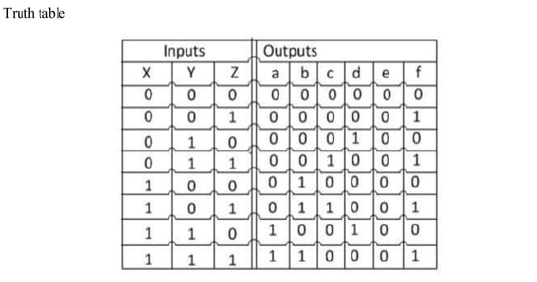 Truth table
Inputs Outputs
X Y Z a b c d e f
0 0 0 0 0 0 0 0 0
0 0 1 0 0 0 0 0 1
0 1 0 0 0 0 1 0 0
0 1 1 0 0 1 0 0 1
1 0 0 0 1 0 0 0 0
1 0 1 0 1 1 0 0 1
1 1 0 1 0 0 1 0 0
1 1 1 1 1 0 0 0 1